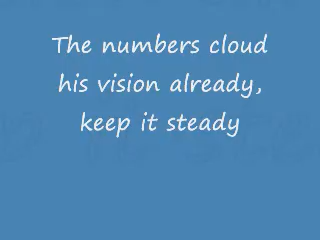 The numbers cloud
his vision already,
keep it steady